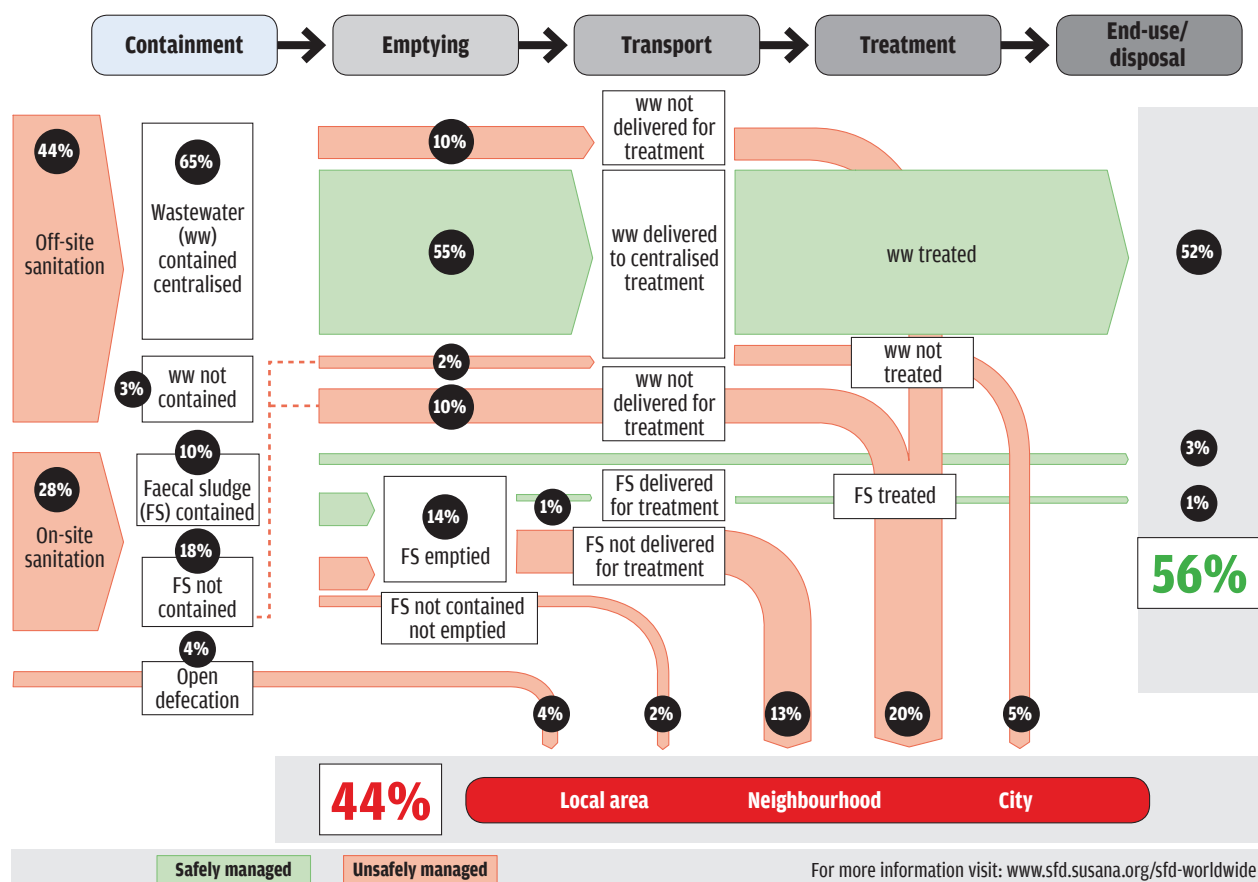 Containment
Emptying
Transport
Treatment
End-use/
disposal
44%
Off-site
sanitation
65%
Wastewater
(ww)
contained
centralised
3%
ww not
contained
28%
On-site
sanitation
10%
Faecal sludge
(FS) contained
18%
FS not
contained
4%
Open
defecation
10%
ww not
delivered for
treatment
55%
ww delivered
to centralised
treatment
ww treated
52%
2%
ww not
treated
10%
ww not
delivered for
treatment
3%
14%
FS emptied
1%
FS delivered
for treatment
FS treated
1%
FS not delivered
for treatment
FS not contained
not emptied
56%
4%
2%
13%
20%
5%
44%
Local area
Neighbourhood
City
Safely managed
Unsafely managed
For more information visit: www.sfd.susana.org/sfd-worldwide